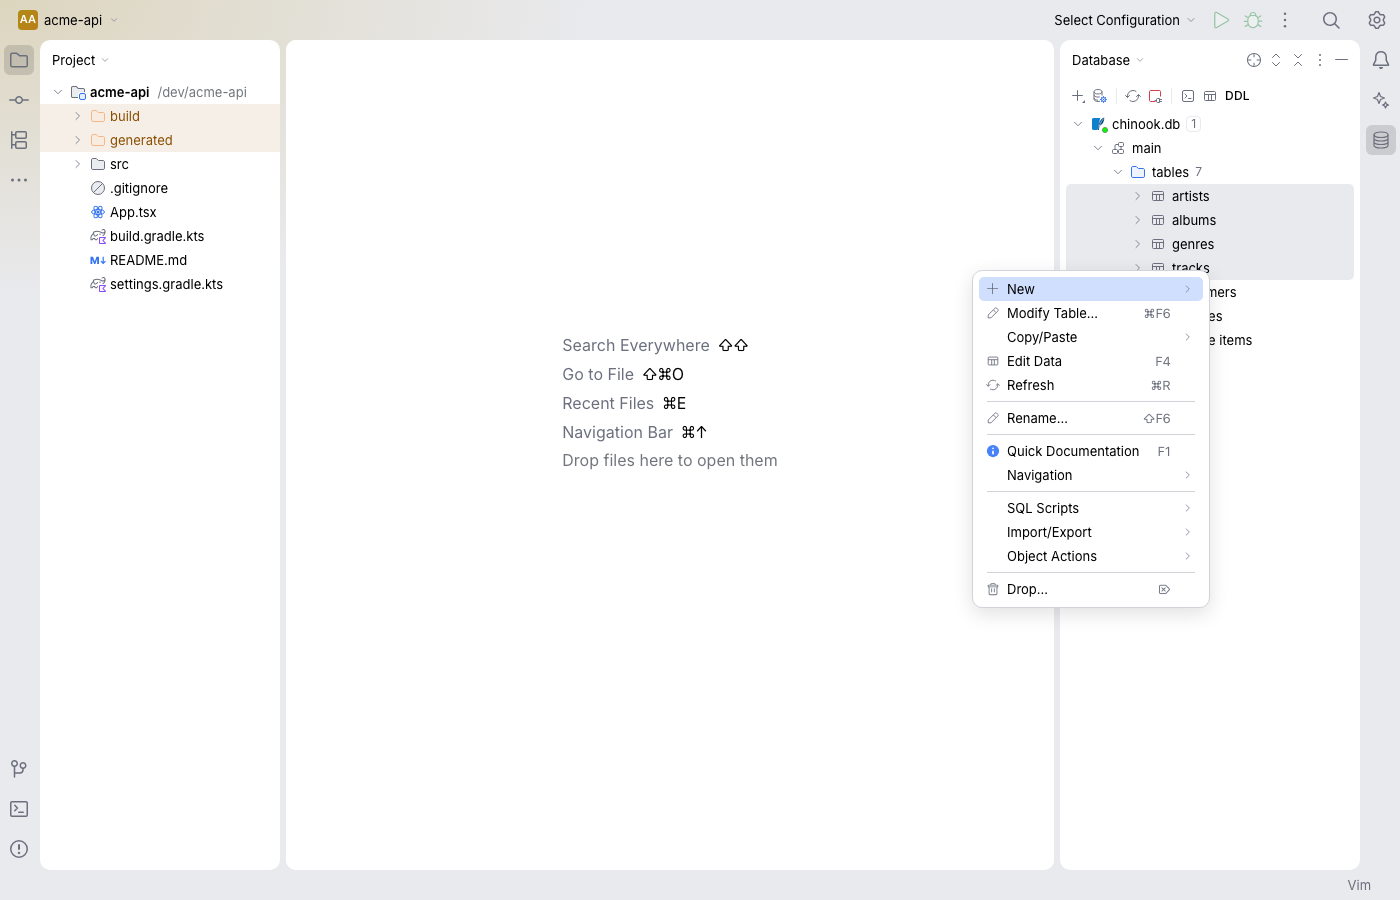 AA acme-api
Select Configuration
Project
acme-api /dev/acme-api
build
generated
src
.gitignore
App.tsx
build.gradle.kts
M↓ README.md
settings.gradle.kts
Search Everywhere ⇧⇧
Go to File ⇧⌘O
Recent Files ⌘E
Navigation Bar ⌘↑
Drop files here to open them
Database
DDL
chinook.db 1
main
tables 7
artists
albums
genres
tracks
mers
es
e items
New
Modify Table... ⌘F6
Copy/Paste
Edit Data F4
Refresh ⌘R
Rename... ⇧F6
Quick Documentation F1
Navigation
SQL Scripts
Import/Export
Object Actions
Drop... ⌦
Vim